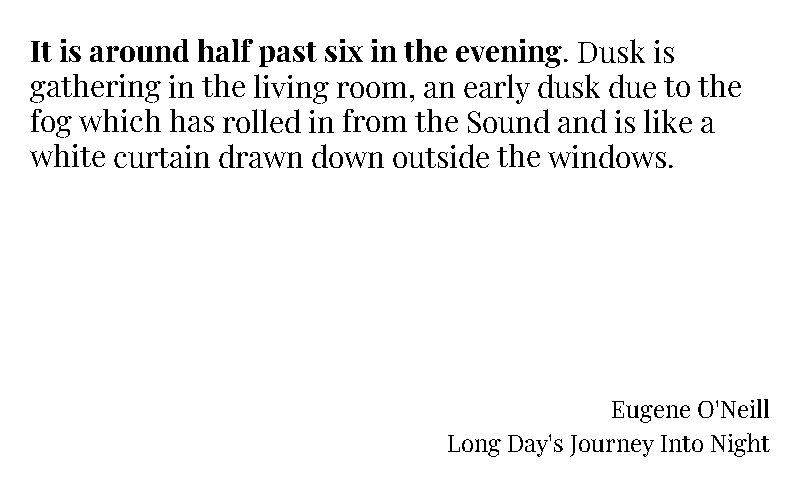 It is around half past six in the evening. Dusk is
gathering in the living room, an early dusk due to the
fog which has rolled in from the Sound and is like a
white curtain drawn down outside the windows.
Eugene O'Neill
Long Day's Journey Into Night